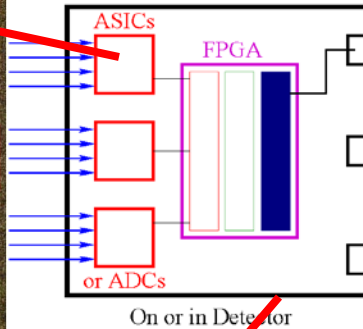 ASICs
FPGA
or ADCs
On or in Detector